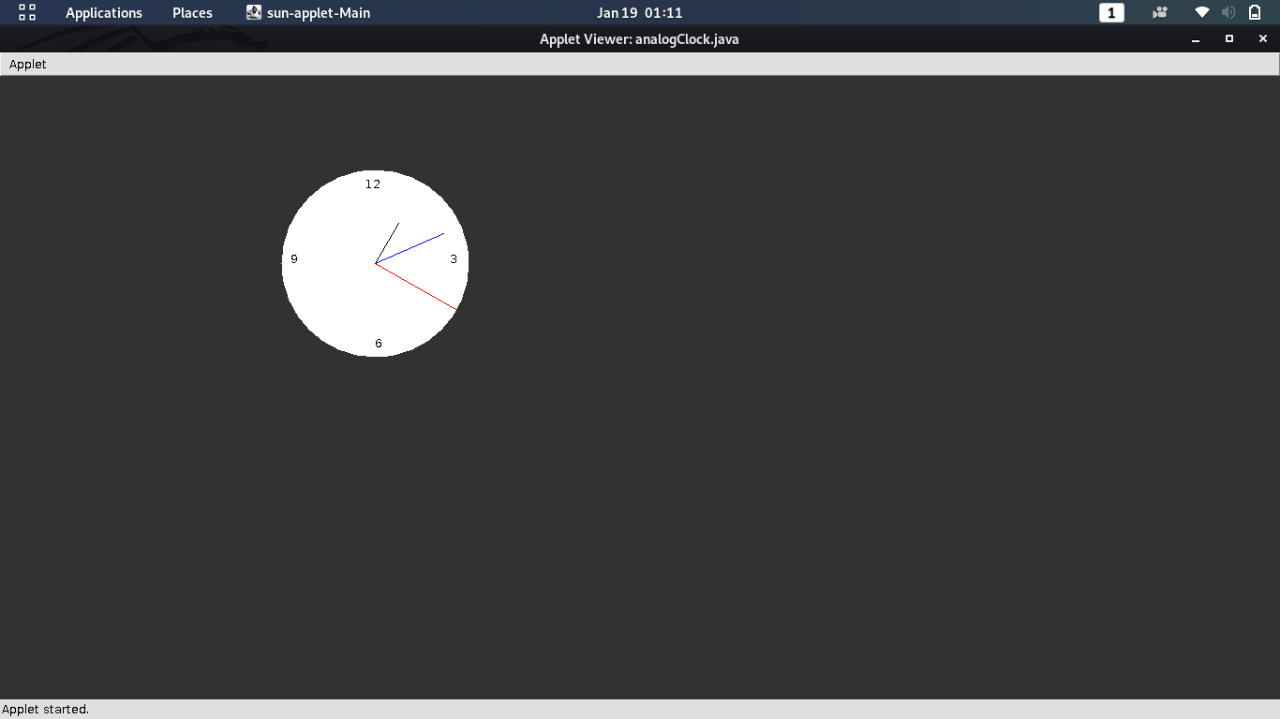 Applications Places sun-applet-Main Jan 19 01:11 1
Applet Viewer: analogClock.java
Applet
12
9 3
6
Applet started.